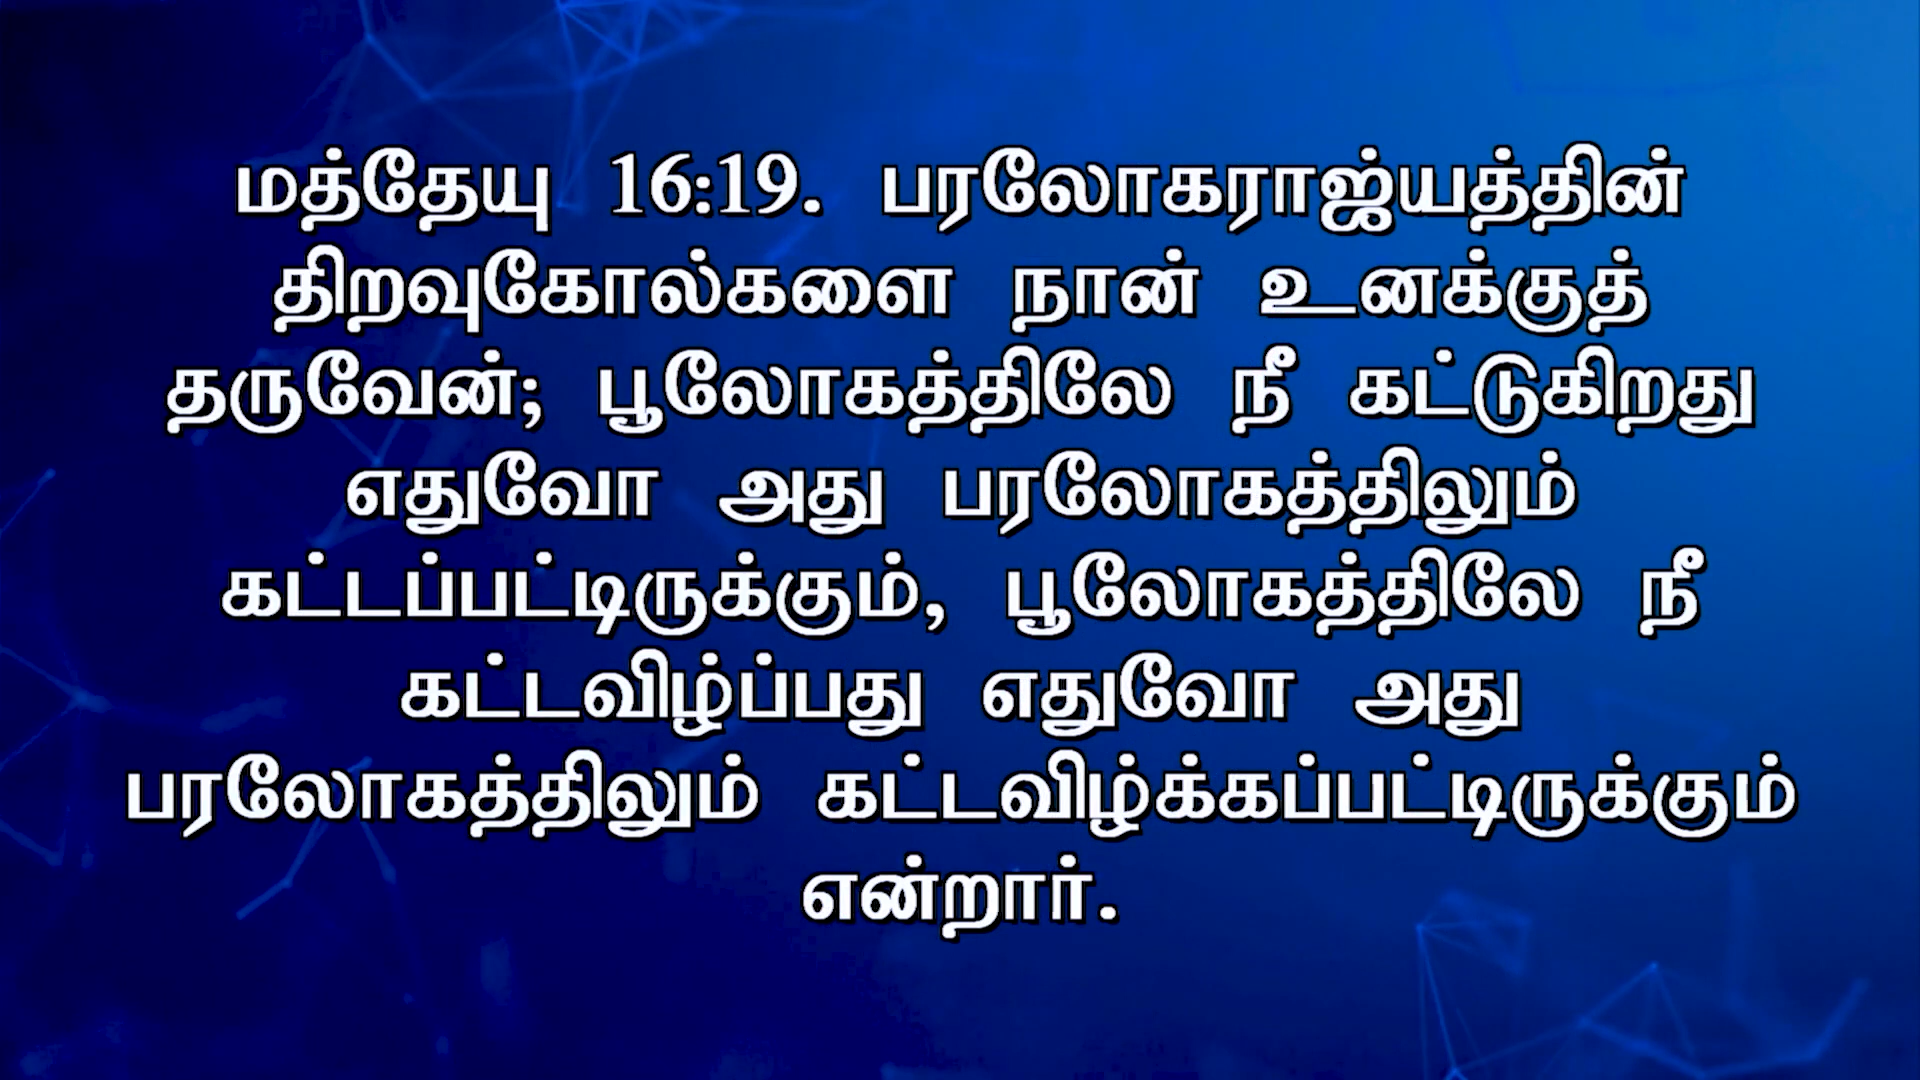 மத்தேயு 16:19. பரலோகராஜ்யத்தின்
திறவுகோல்களை நான் உனக்குத்
தருவேன்; பூலோகத்திலே நீ கட்டுகிறது
எதுவோ அது பரலோகத்திலும்
கட்டப்பட்டிருக்கும், பூலோகத்திலே நீ
கட்டவிழ்ப்பது எதுவோ அது
பரலோகத்திலும் கட்டவிழ்க்கப்பட்டிருக்கும்
என்றார்.